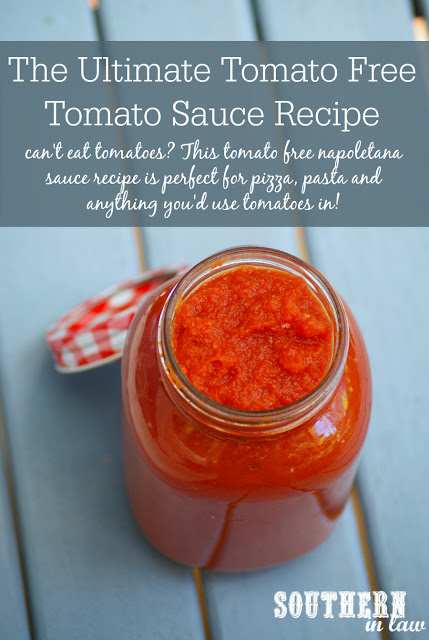 The Ultimate Tomato Free
Tomato Sauce Recipe
can't eat tomatoes? This tomato free napoletana
sauce recipe is perfect for pizza, pasta and
anything you'd use tomatoes in!
SOUTHERN
in law